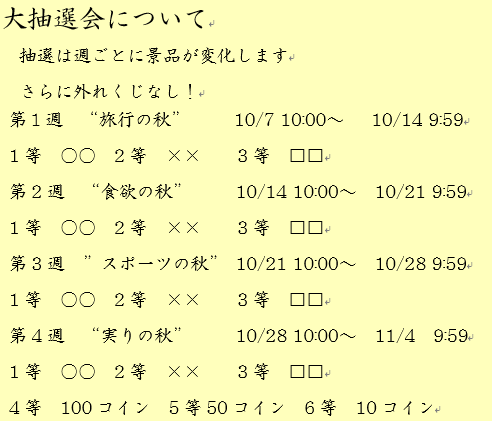 大抽選会について
抽選は週ごとに景品が変化します
さらに外れくじなし！
第１週　“旅行の秋”　10/7 10:00～　10/14 9:59
１等　○○　２等　××　３等　□□
第２週　“食欲の秋”　10/14 10:00～　10/21 9:59
１等　○○　２等　××　３等　□□
第３週　”スポーツの秋”　10/21 10:00～　10/28 9:59
１等　○○　２等　××　３等　□□
第４週　“実りの秋”　10/28 10:00～　11/4　9:59
１等　○○　２等　××　３等　□□
４等　100コイン　５等50コイン　６等　10コイン